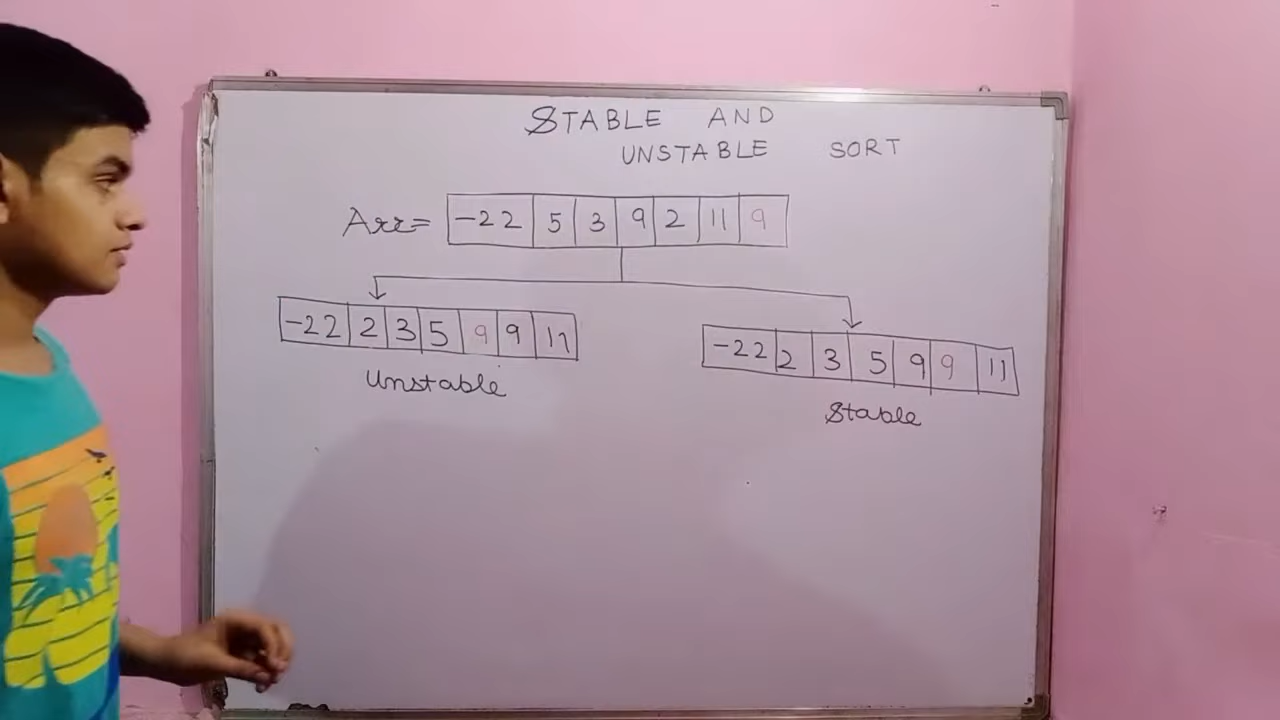 STABLE AND
UNSTABLE SORT
Arr= -22 5 3 9 2 11 9
-22 2 3 5 9 9 11
Unstable
-22 2 3 5 9 9 11
Stable